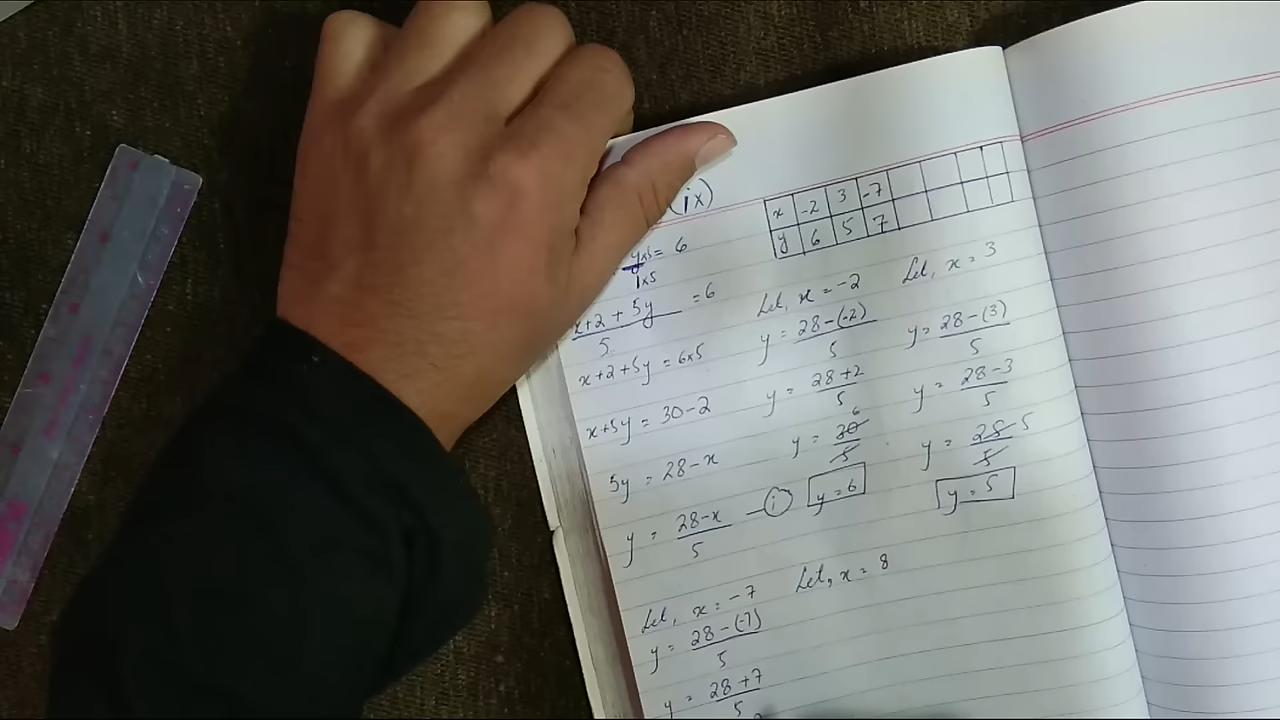 (ix)
x -2 3 -7
y 6 5 7
y×5 = 6
1×5
x+2+5y = 6
5
x+2+5y = 6×5
x+5y = 30-2
5y = 28-x
y = 28-x —(i)
5
Let, x = -2
y = 28-(-2)
5
y = 28+2
5
y = 30 6
5
y = 6
Let, x = 3
y = 28-(3)
5
y = 28-3
5
y = 25 5
5
y = 5
Let, x = -7
y = 28-(-7)
5
y = 28+7
5
Let, x = 8